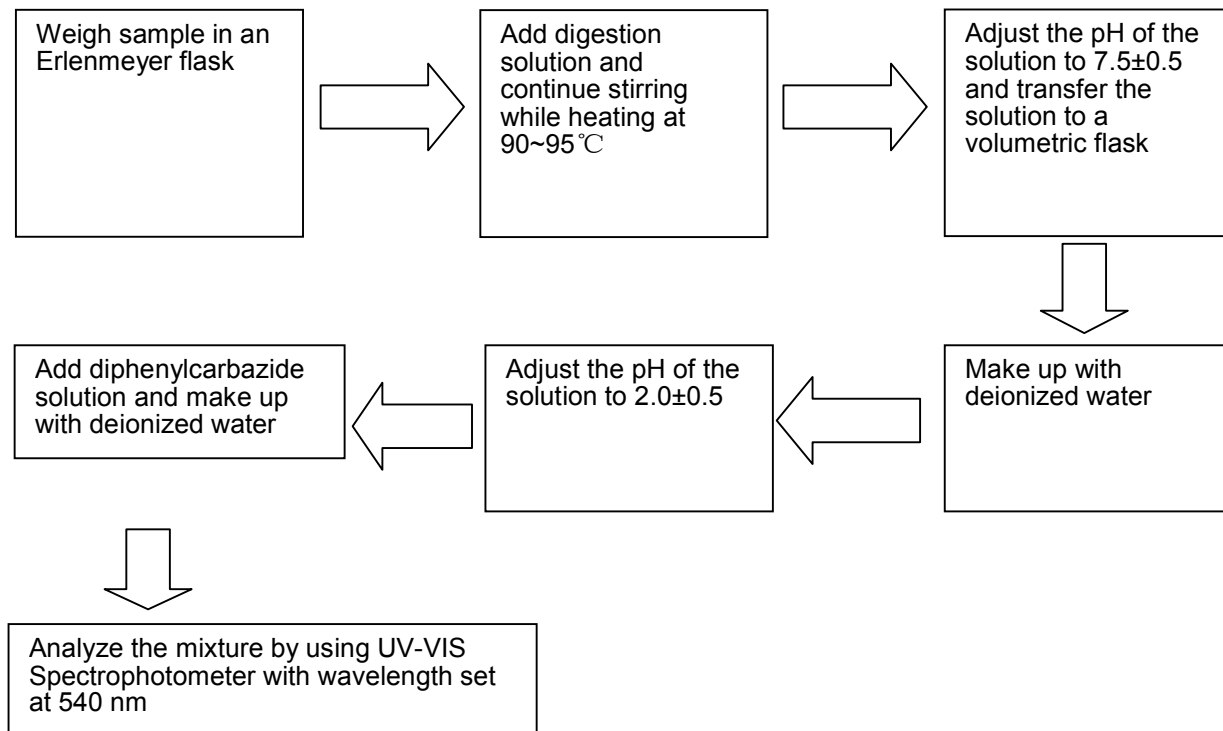 Weigh sample in an
Erlenmeyer flask
Add digestion
solution and
continue stirring
while heating at
90~95℃
Adjust the pH of the
solution to 7.5±0.5
and transfer the
solution to a
volumetric flask
Make up with
deionized water
Adjust the pH of the
solution to 2.0±0.5
Add diphenylcarbazide
solution and make up
with deionized water
Analyze the mixture by using UV-VIS
Spectrophotometer with wavelength set
at 540 nm